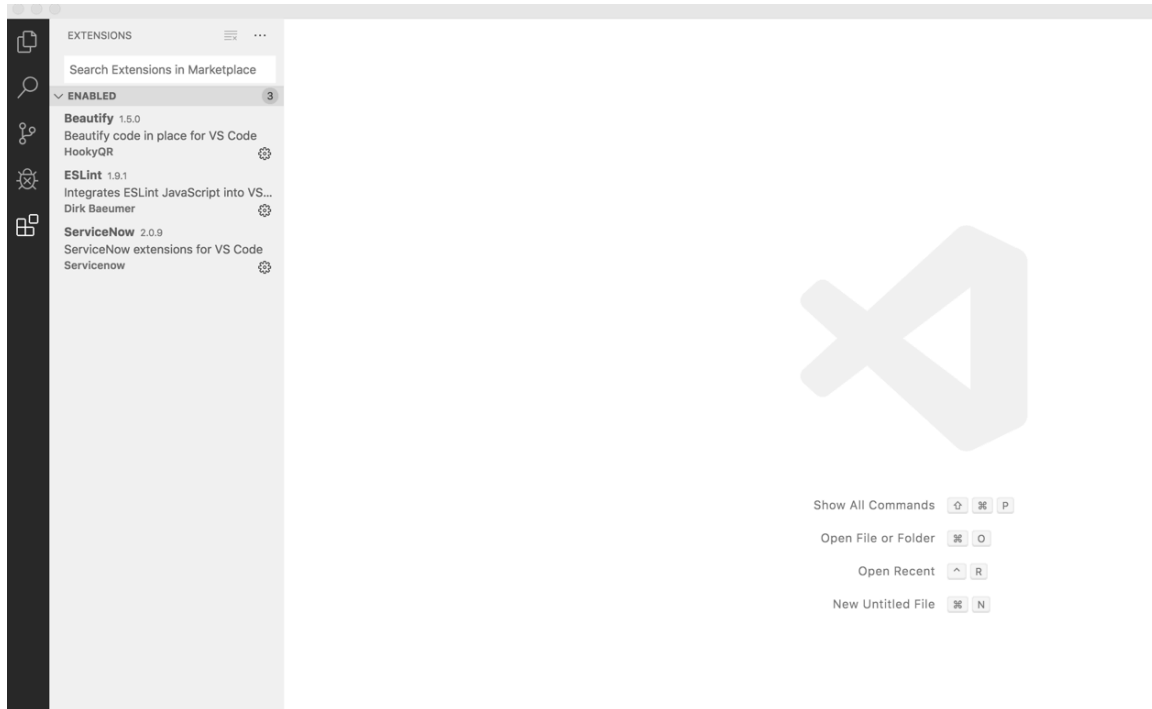 EXTENSIONS
Search Extensions in Marketplace
ENABLED 3
Beautify 1.5.0
Beautify code in place for VS Code
HookyQR
ESLint 1.9.1
Integrates ESLint JavaScript into VS...
Dirk Baeumer
ServiceNow 2.0.9
ServiceNow extensions for VS Code
Servicenow
Show All Commands ⇧ ⌘ P
Open File or Folder ⌘ O
Open Recent ^ R
New Untitled File ⌘ N